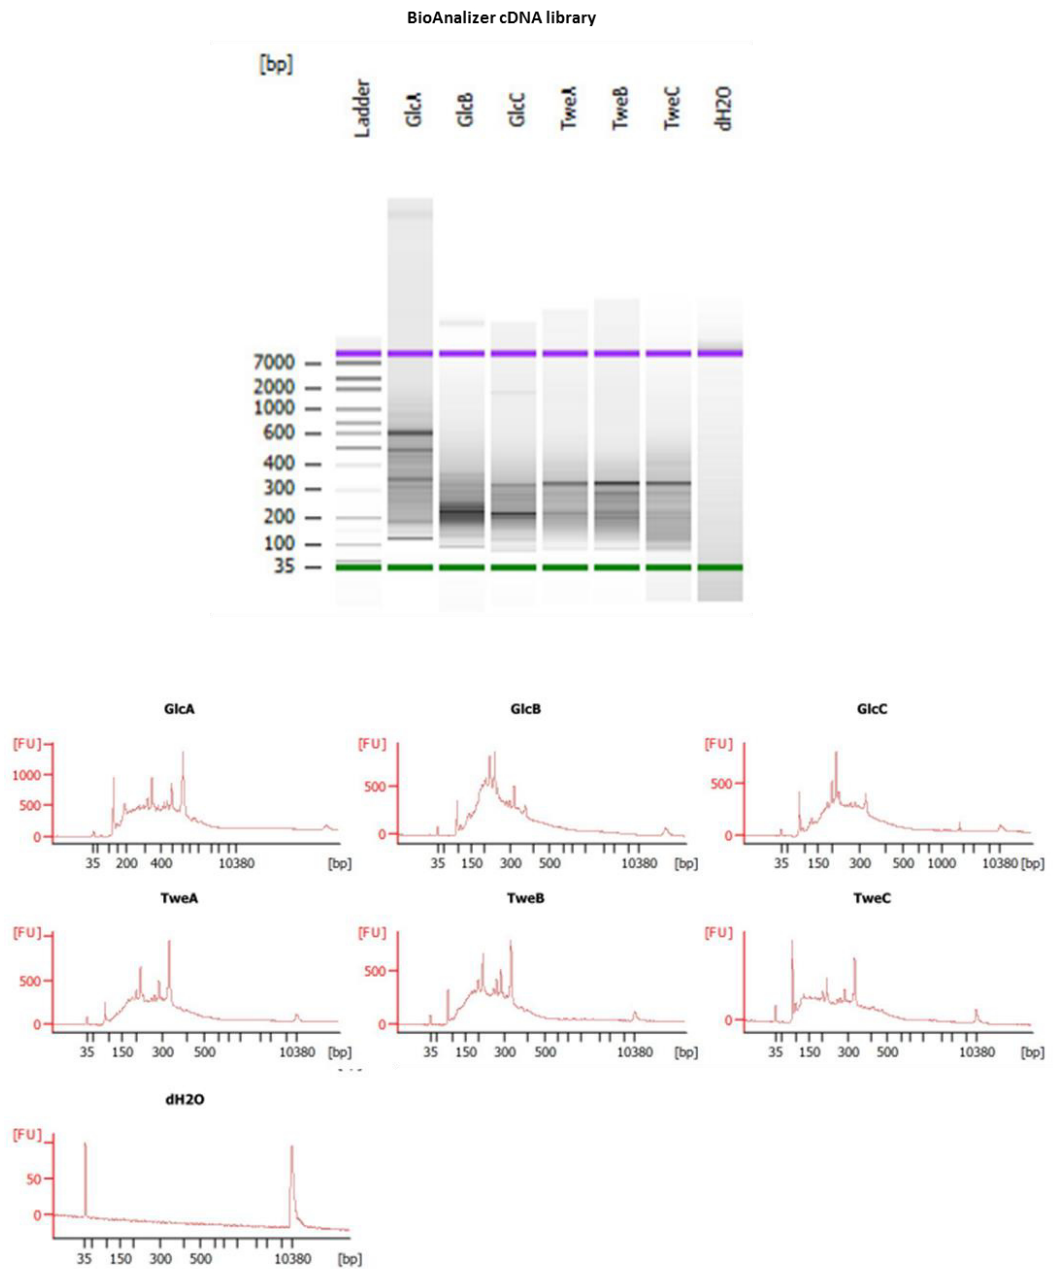 BioAnalizer cDNA library
[bp]
Ladder GlcA GlcB GlcC TweA TweB TweC dH2O
7000
2000
1000
600
400
300
200
100
35
GlcA GlcB GlcC
[FU] [FU] [FU]
1000
500 500 500
0 0 0
35 200 400 10380 [bp] 35 150 300 500 10380 [bp] 35 150 300 500 1000 10380 [bp]
TweA TweB TweC
[FU] [FU] [FU]
500 500
0 0 0
35 150 300 500 10380 [bp] 35 150 300 500 10380 [bp] 35 150 300 500 10380 [bp]
dH2O
[FU]
50
0
35 150 300 500 10380 [bp]